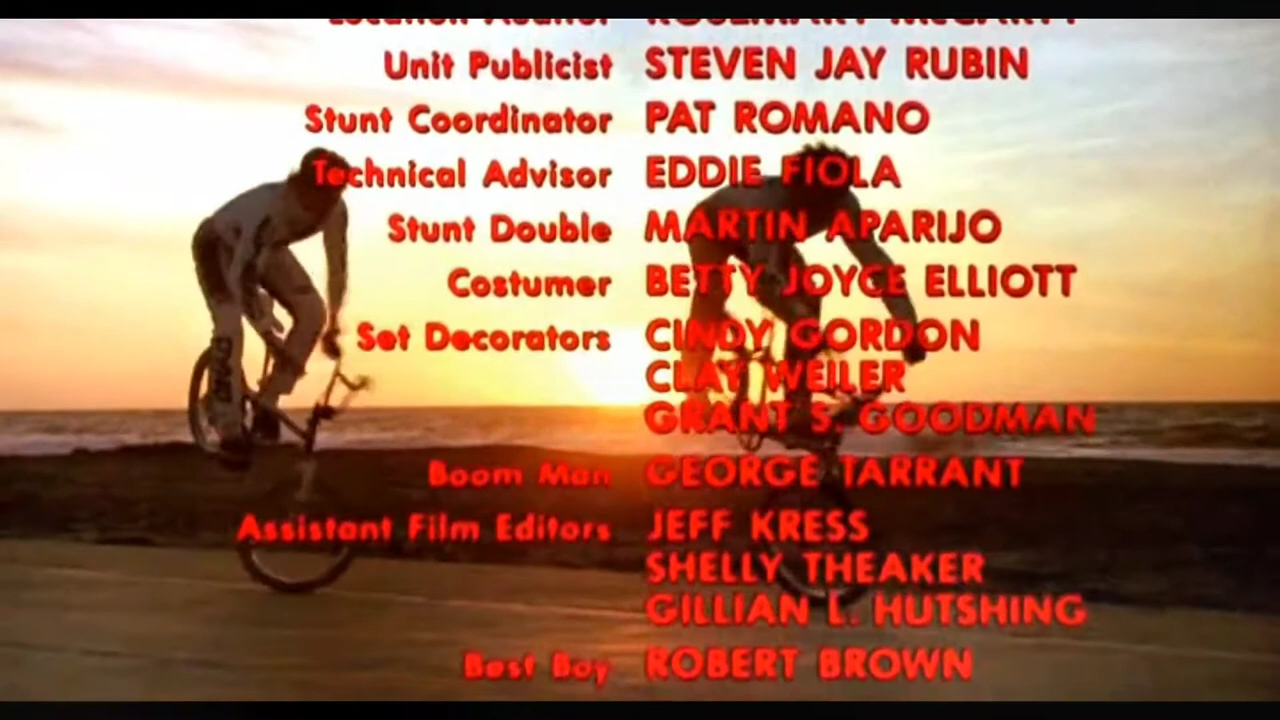 Unit Publicist STEVEN JAY RUBIN
Stunt Coordinator PAT ROMANO
Technical Advisor EDDIE FIOLA
Stunt Double MARTIN APARIJO
Costumer BETTY JOYCE ELLIOTT
Set Decorators CINDY GORDON
CLAY WEILER
GRANT S. GOODMAN
Boom Man GEORGE TARRANT
Assistant Film Editors JEFF KRESS
SHELLY THEAKER
GILLIAN L. HUTSHING
Best Boy ROBERT BROWN